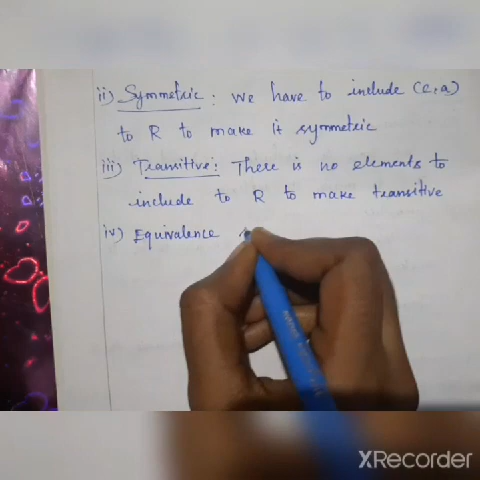 ii) Symmetric : We have to include (c,a)
to R to make it symmetric
iii) Transitive : There is no elements to
include to R to make transitive
iv) Equivalence
XRecorder